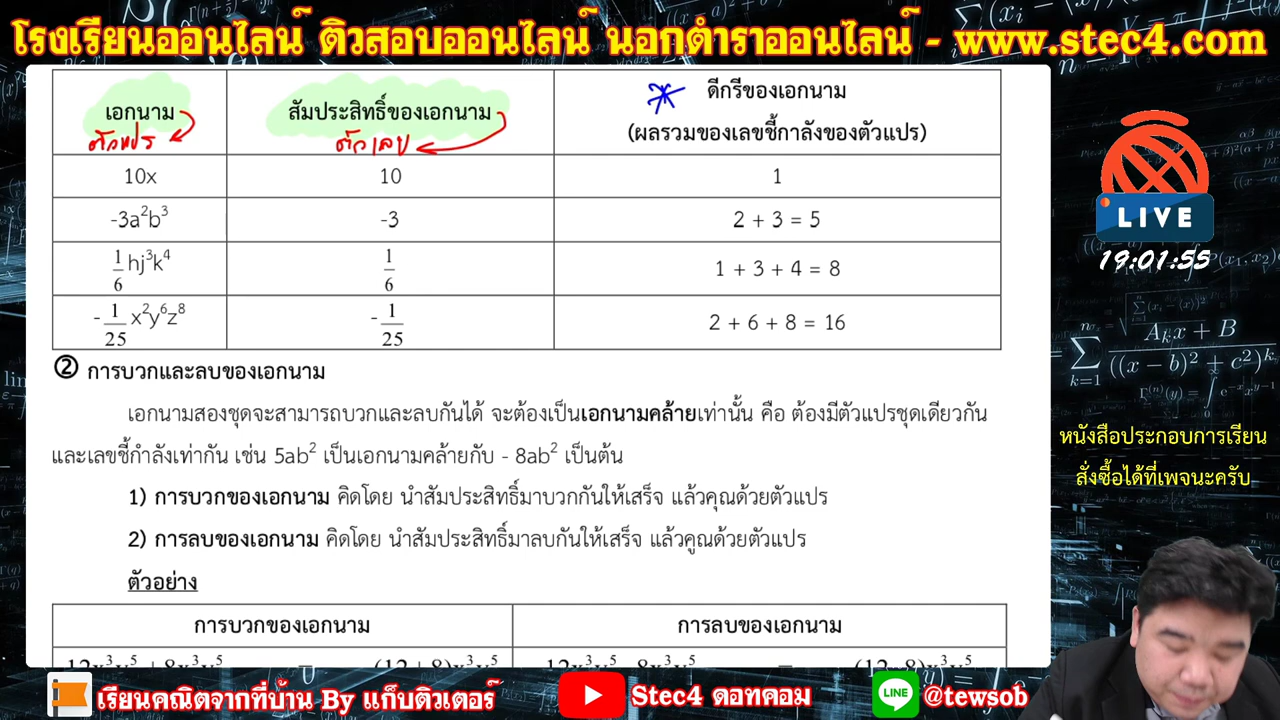 โรงเรียนออนไลน์ ติวสอบออนไลน์ นอกตำราออนไลน์ - www.stec4.com
เอกนาม
ตัวแปร
สัมประสิทธิ์ของเอกนาม
ตัวเลข
ดีกรีของเอกนาม
(ผลรวมของเลขชี้กาลังของตัวแปร)
10x 10 1
-3a²b³ -3 2 + 3 = 5
1/6 hj³k⁴ 1/6 1 + 3 + 4 = 8
-1/25 x²y⁶z⁸ -1/25 2 + 6 + 8 = 16
② การบวกและลบของเอกนาม
เอกนามสองชุดจะสามารถบวกและลบกันได้ จะต้องเป็นเอกนามคล้ายเท่านั้น คือ ต้องมีตัวแปรชุดเดียวกัน
และเลขชี้กำลังเท่ากัน เช่น 5ab² เป็นเอกนามคล้ายกับ - 8ab² เป็นต้น
1) การบวกของเอกนาม คิดโดย นำสัมประสิทธิ์มาบวกกันให้เสร็จ แล้วคุณด้วยตัวแปร
2) การลบของเอกนาม คิดโดย นำสัมประสิทธิ์มาลบกันให้เสร็จ แล้วคูณด้วยตัวแปร
ตัวอย่าง
การบวกของเอกนาม การลบของเอกนาม
12x³y⁵ + 8x³y⁵ = (12+8)x³y⁵ 12x³y⁵ - 8x³y⁵ = (12-8)x³y⁵
LIVE
19:01:55
หนังสือประกอบการเรียน
สั่งซื้อได้ที่เพจนะครับ
เรียนคณิตจากที่บ้าน By แก็บติวเตอร์
Stec4 ดอทคอม
LINE
@tewsob